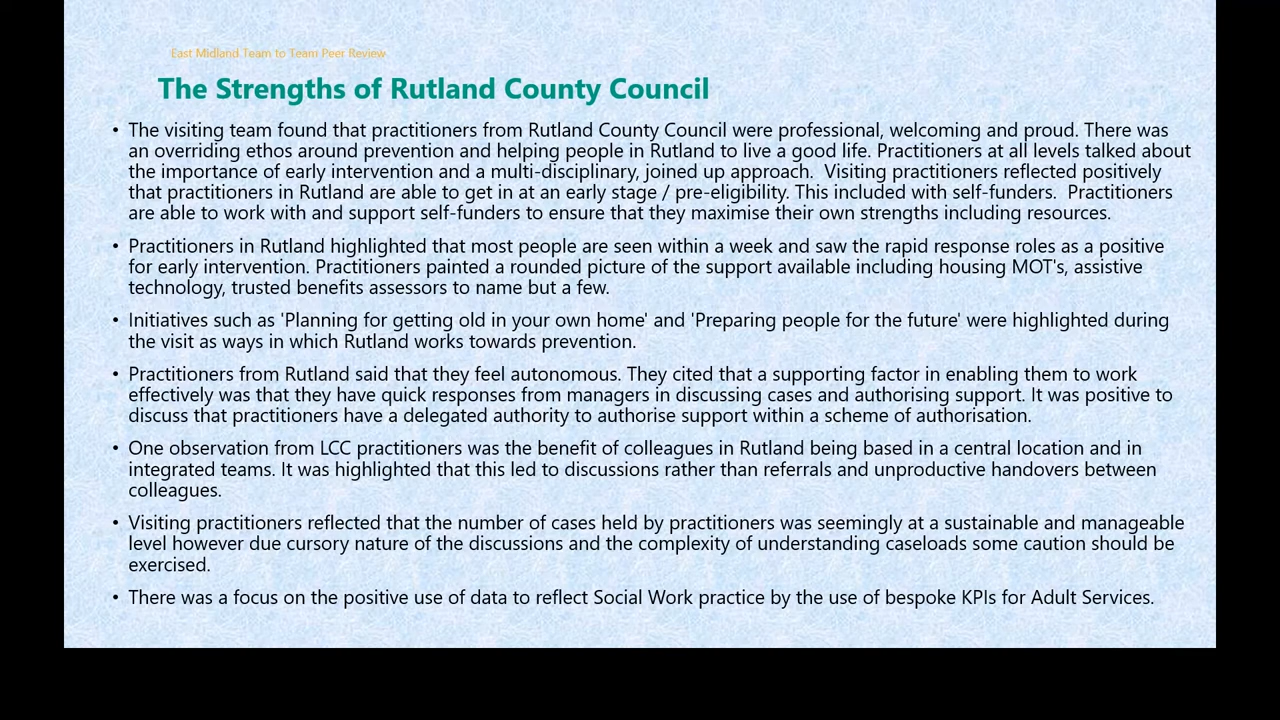 East Midland Team to Team Peer Review
The Strengths of Rutland County Council
• The visiting team found that practitioners from Rutland County Council were professional, welcoming and proud. There was
an overriding ethos around prevention and helping people in Rutland to live a good life. Practitioners at all levels talked about
the importance of early intervention and a multi-disciplinary, joined up approach.  Visiting practitioners reflected positively
that practitioners in Rutland are able to get in at an early stage / pre-eligibility. This included with self-funders.  Practitioners
are able to work with and support self-funders to ensure that they maximise their own strengths including resources.
• Practitioners in Rutland highlighted that most people are seen within a week and saw the rapid response roles as a positive
for early intervention. Practitioners painted a rounded picture of the support available including housing MOT's, assistive
technology, trusted benefits assessors to name but a few.
• Initiatives such as 'Planning for getting old in your own home' and 'Preparing people for the future' were highlighted during
the visit as ways in which Rutland works towards prevention.
• Practitioners from Rutland said that they feel autonomous. They cited that a supporting factor in enabling them to work
effectively was that they have quick responses from managers in discussing cases and authorising support. It was positive to
discuss that practitioners have a delegated authority to authorise support within a scheme of authorisation.
• One observation from LCC practitioners was the benefit of colleagues in Rutland being based in a central location and in
integrated teams. It was highlighted that this led to discussions rather than referrals and unproductive handovers between
colleagues.
• Visiting practitioners reflected that the number of cases held by practitioners was seemingly at a sustainable and manageable
level however due cursory nature of the discussions and the complexity of understanding caseloads some caution should be
exercised.
• There was a focus on the positive use of data to reflect Social Work practice by the use of bespoke KPIs for Adult Services.